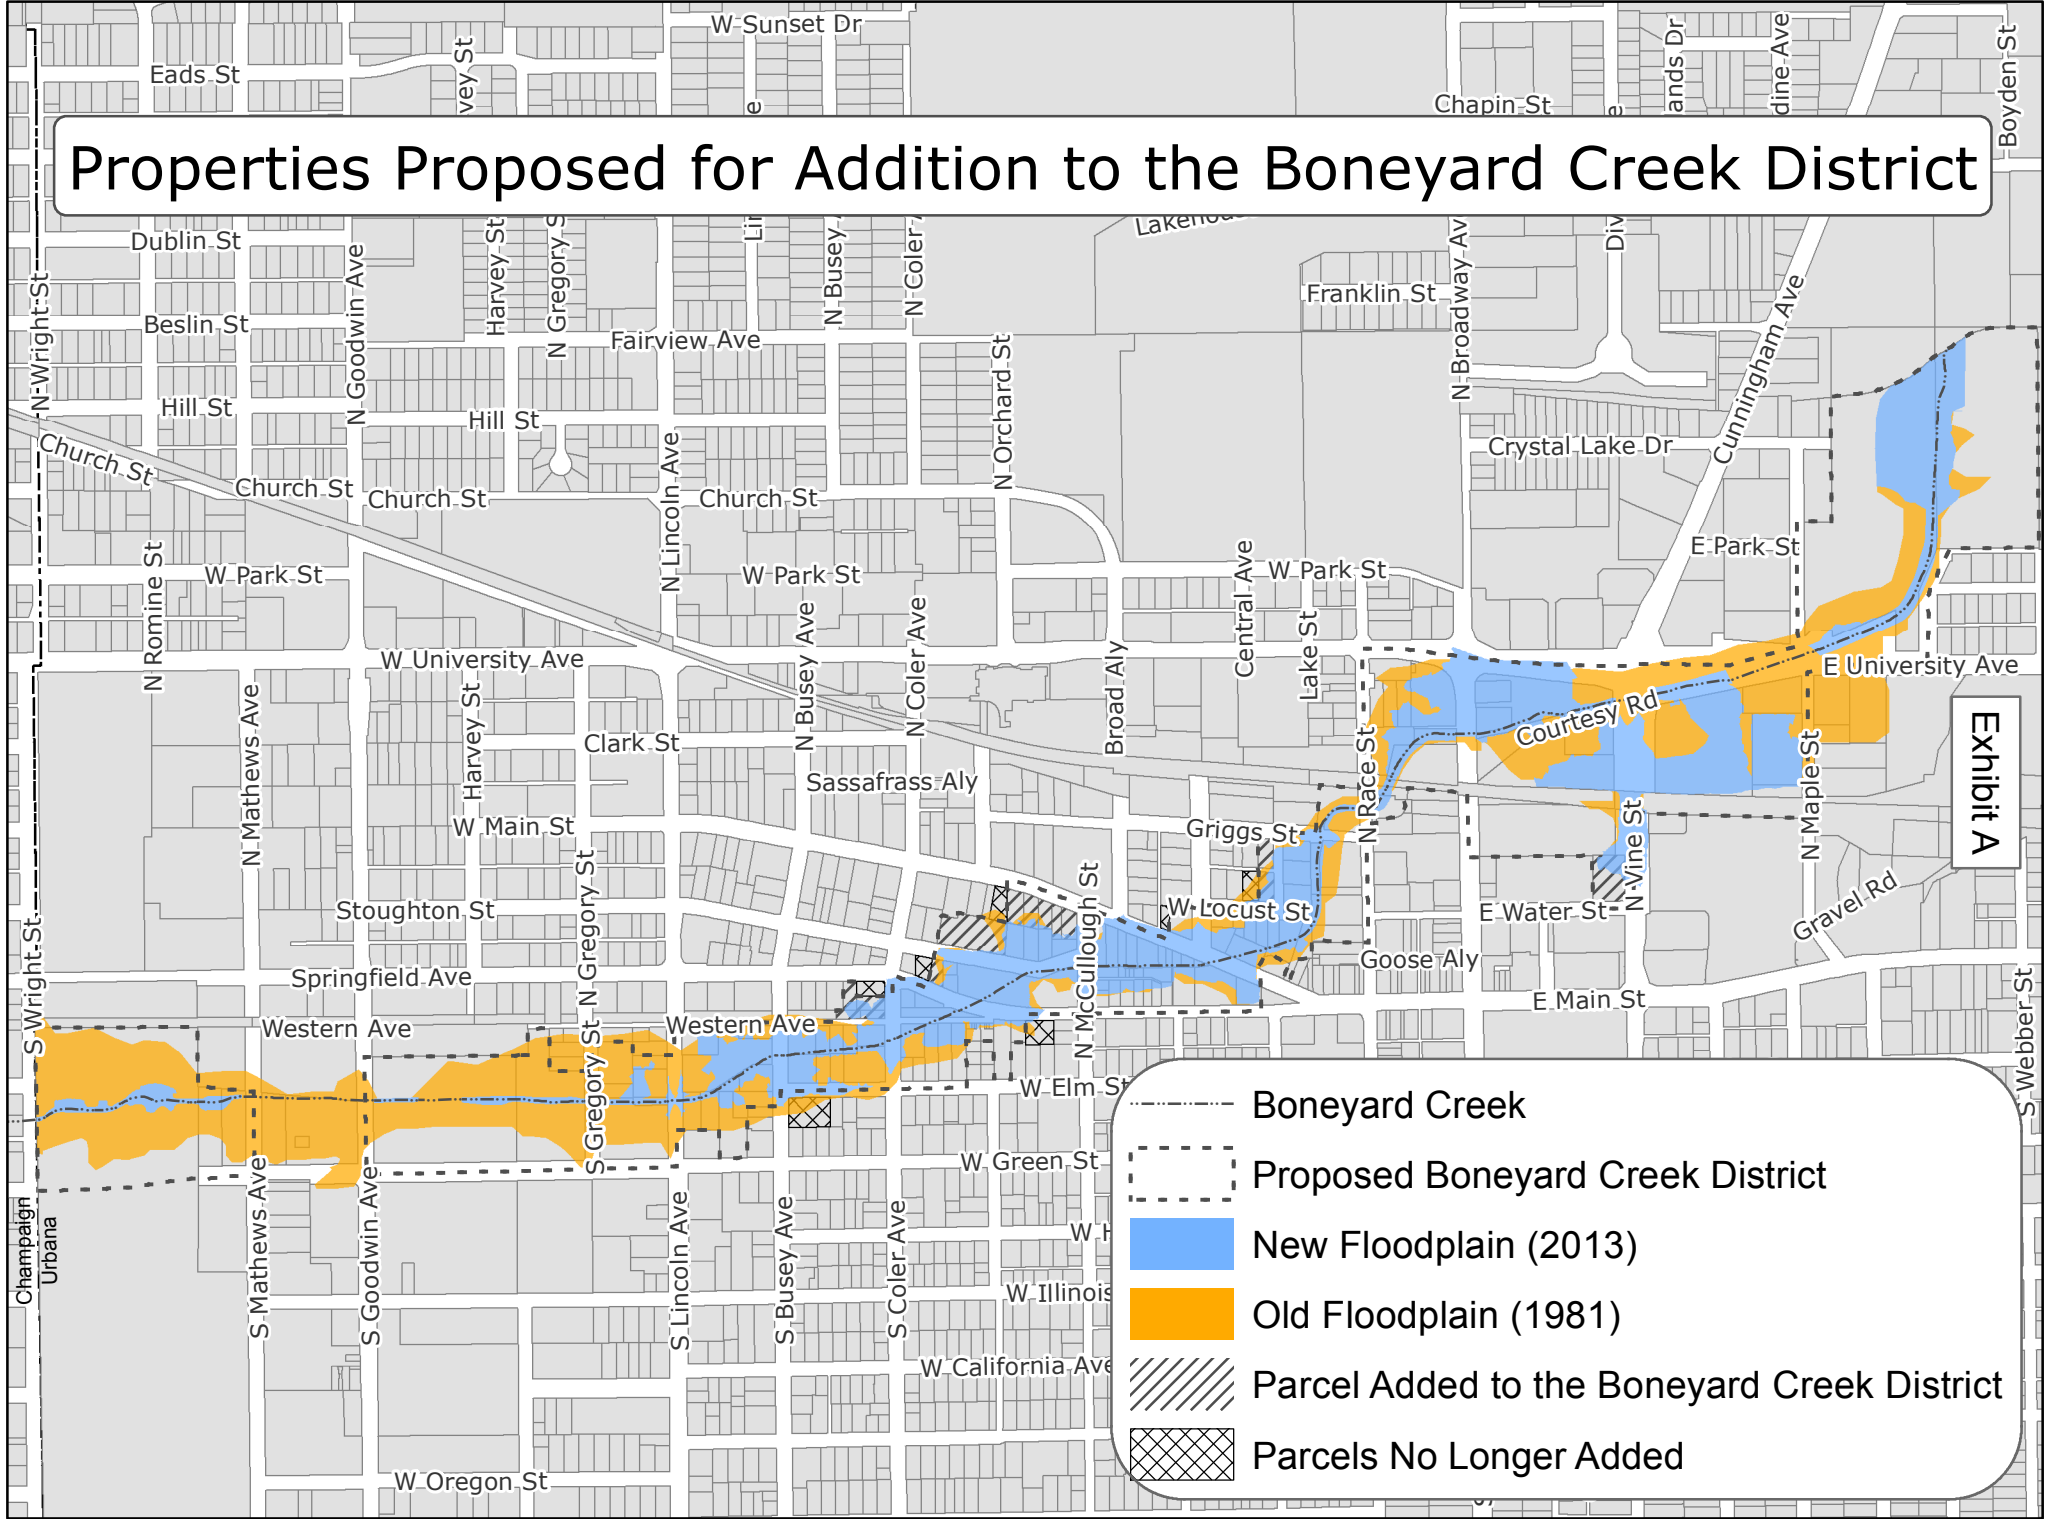 W Sunset Dr
Eads St
Chapin St
Boyden St
Properties Proposed for Addition to the Boneyard Creek District
Dublin St
Harvey St
N Wright St
N Goodwin Ave
N Busey
N Coler
Franklin St
N Broadway Av
Beslin St
Fairview Ave
Cunningham Ave
N Orchard St
Hill St
Hill St
Crystal Lake Dr
Church St
Church St
Church St
Church St
N Lincoln Ave
E Park St
W Park St
W Park St
W Park St
Central Ave
N Romine St
N Busey Ave
N Coler Ave
Lake St
Broad Aly
W University Ave
E University Ave
N Mathews Ave
Harvey St
Clark St
Courtesy Rd
Exhibit A
Sassafrass Aly
N Race St
N Maple St
W Main St
Griggs St
N Vine St
N Gregory St
N McCullough St
Stoughton St
W Locust St
E Water St
Gravel Rd
Springfield Ave
Goose Aly
S Wright St
Western Ave
Western Ave
E Main St
S Webber St
S Gregory St
W Elm St
W Green St
S Mathews Ave
S Goodwin Ave
S Lincoln Ave
S Busey Ave
S Coler Ave
Champaign
Urbana
W H
W Illinois
W California Ave
W Oregon St
Boneyard Creek
Proposed Boneyard Creek District
New Floodplain (2013)
Old Floodplain (1981)
Parcel Added to the Boneyard Creek District
Parcels No Longer Added